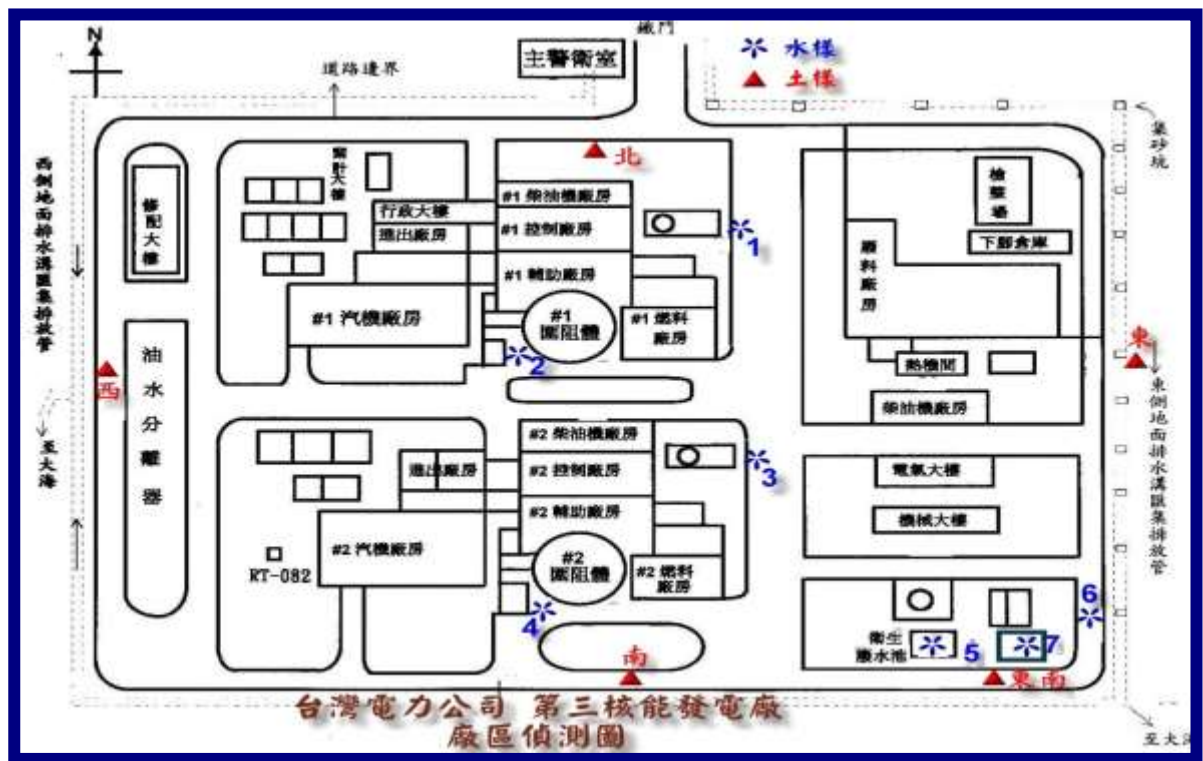 鐵門
N
主警衛室
水樣
土樣
道路邊界
集砂坑
西側地面排水溝匯集排放管
修配大樓
累計大樓
北
#1 柴油機廠房
行政大樓
#1 控制廠房
進出廠房
1
#1 輔助廠房
檢整場
下腳倉庫
廢料廠房
#1 汽機廠房
#1
圍阻體
#1 燃料
廠房
2
東
西
油水分離器
熱機間
柴油機廠房
東側地面排水溝匯集排放管
至大海
#2 柴油機廠房
進出廠房
#2 控制廠房
3
電氣大樓
#2 輔助廠房
機械大樓
#2 汽機廠房
RT-082
#2
圍阻體
#2 燃料
廠房
4
6
衛生
廢水池
5
7
南
東南
台灣電力公司 第三核能發電廠
廠區偵測圖
至大海